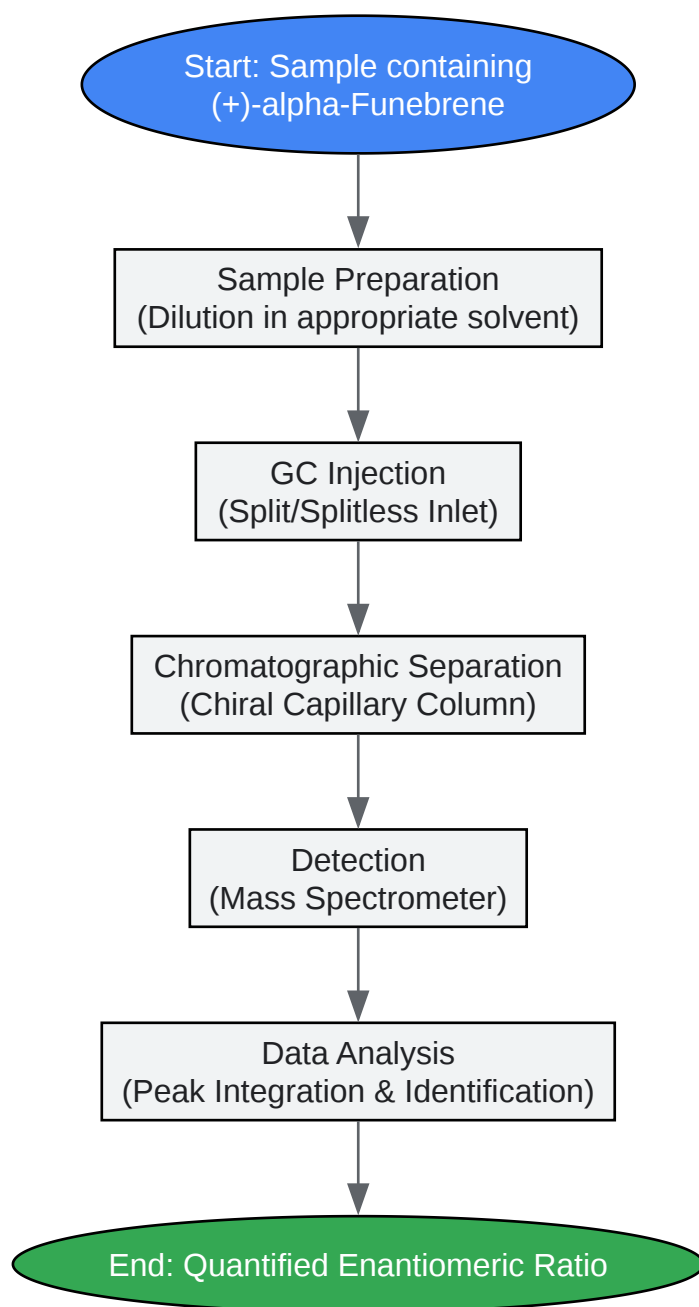 Start: Sample containing
(+)-alpha-Funebrene
Sample Preparation
(Dilution in appropriate solvent)
GC Injection
(Split/Splitless Inlet)
Chromatographic Separation
(Chiral Capillary Column)
Detection
(Mass Spectrometer)
Data Analysis
(Peak Integration & Identification)
End: Quantified Enantiomeric Ratio